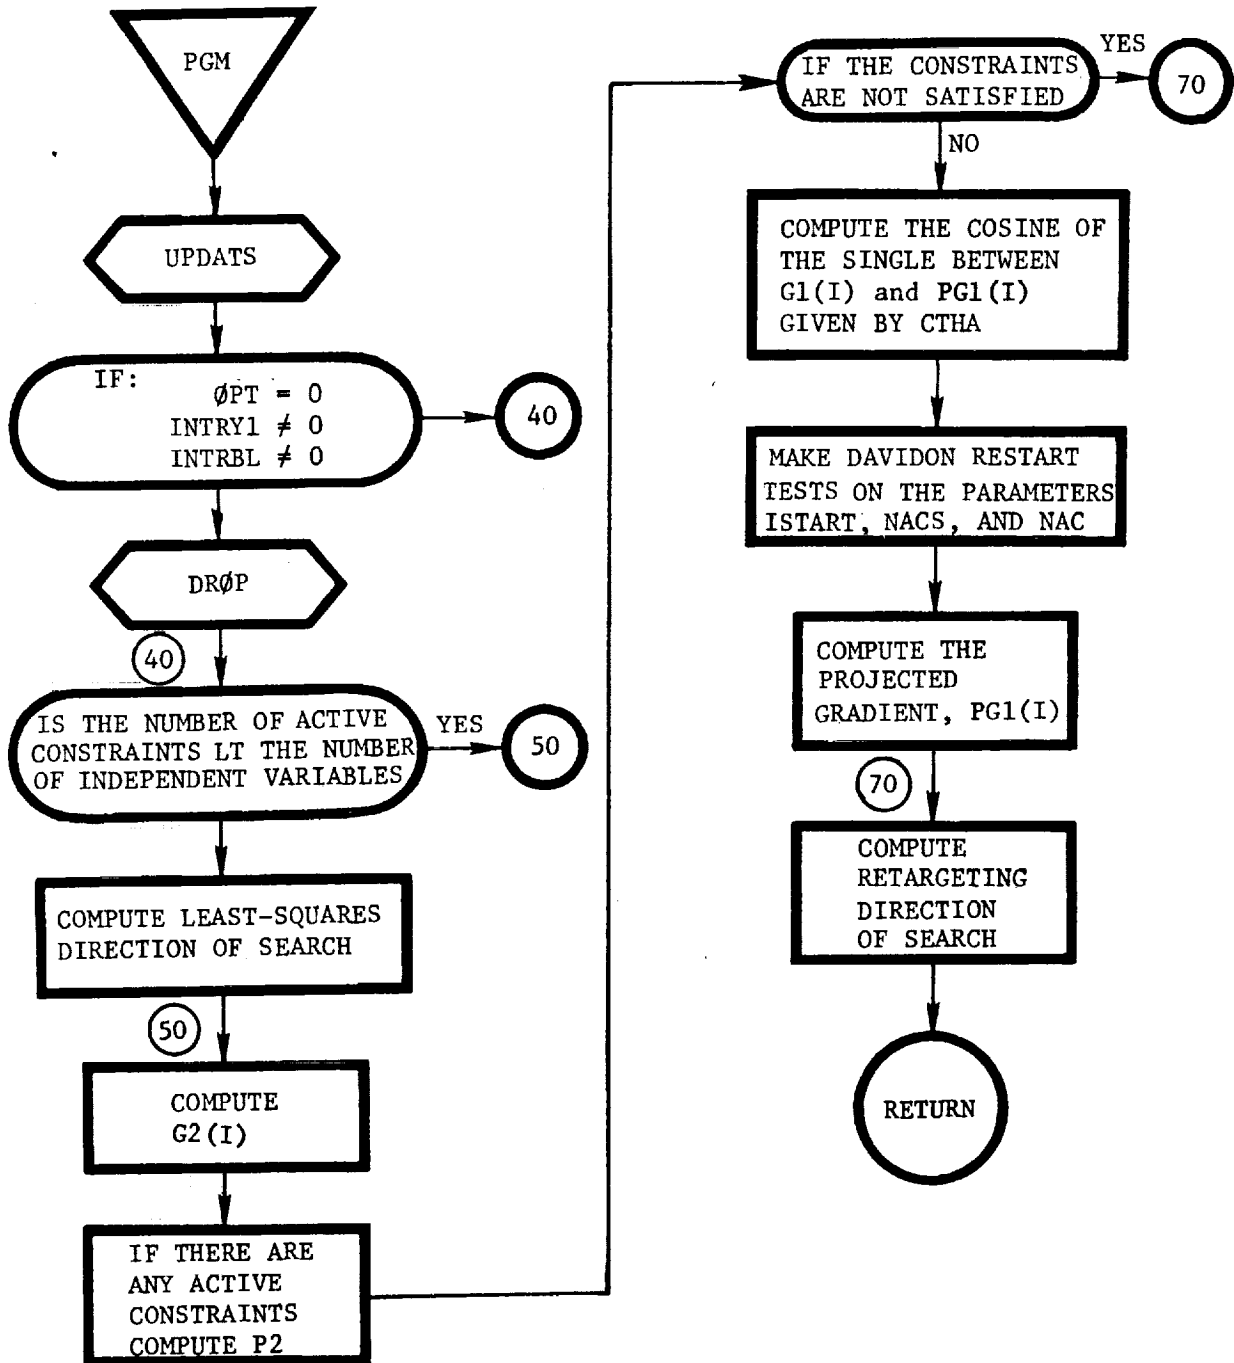 PGM
UPDATS
IF:
ØPT = 0
INTRY1 ≠ 0
INTRBL ≠ 0
40
DRØP
40
IS THE NUMBER OF ACTIVE
CONSTRAINTS LT THE NUMBER
OF INDEPENDENT VARIABLES
YES
50
COMPUTE LEAST-SQUARES
DIRECTION OF SEARCH
50
COMPUTE
G2(I)
IF THERE ARE
ANY ACTIVE
CONSTRAINTS
COMPUTE P2
IF THE CONSTRAINTS
ARE NOT SATISFIED
YES
70
NO
COMPUTE THE COSINE OF
THE SINGLE BETWEEN
G1(I) and PG1(I)
GIVEN BY CTHA
MAKE DAVIDON RESTART
TESTS ON THE PARAMETERS
ISTART, NACS, AND NAC
COMPUTE THE
PROJECTED
GRADIENT, PG1(I)
70
COMPUTE
RETARGETING
DIRECTION
OF SEARCH
RETURN